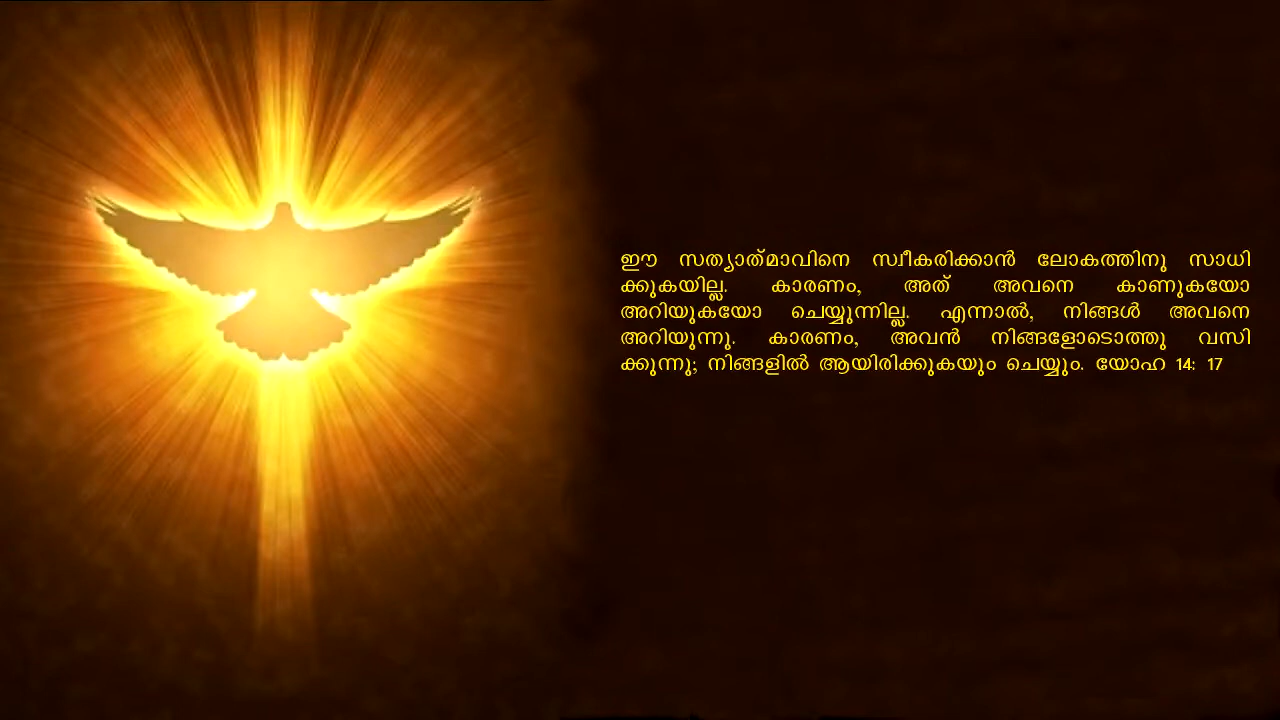 ഈ സത്യാത്മാവിനെ സ്വീകരിക്കാൻ ലോകത്തിനു സാധി
ക്കുകയില്ല. കാരണം, അത് അവനെ കാണുകയോ
അറിയുകയോ ചെയ്യുന്നില്ല. എന്നാൽ, നിങ്ങൾ അവനെ
അറിയുന്നു. കാരണം, അവൻ നിങ്ങളോടൊത്തു വസി
ക്കുന്നു; നിങ്ങളിൽ ആയിരിക്കുകയും ചെയ്യും. യോഹ 14: 17